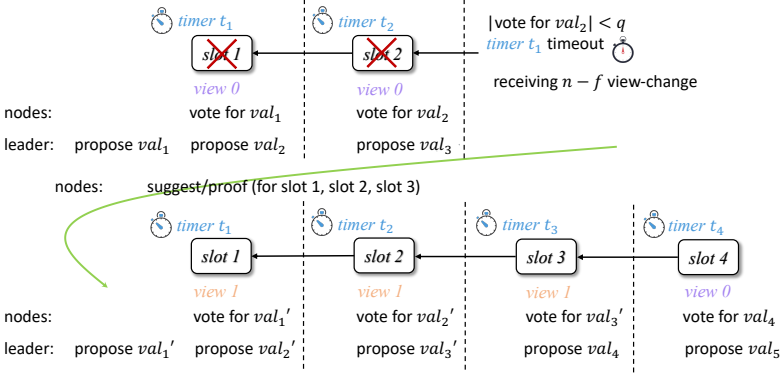 timer t₁ timer t₂ |vote for val₂| < q
timer t₁ timeout
slot 1 slot 2
receiving n − f view-change
view 0 view 0
nodes: vote for val₁ vote for val₂
leader: propose val₁ propose val₂ propose val₃
nodes: suggest/proof (for slot 1, slot 2, slot 3)
timer t₁ timer t₂ timer t₃ timer t₄
slot 1 slot 2 slot 3 slot 4
view 1 view 1 view 1 view 0
nodes: vote for val₁′ vote for val₂′ vote for val₃′ vote for val₄
leader: propose val₁′ propose val₂′ propose val₃′ propose val₄ propose val₅